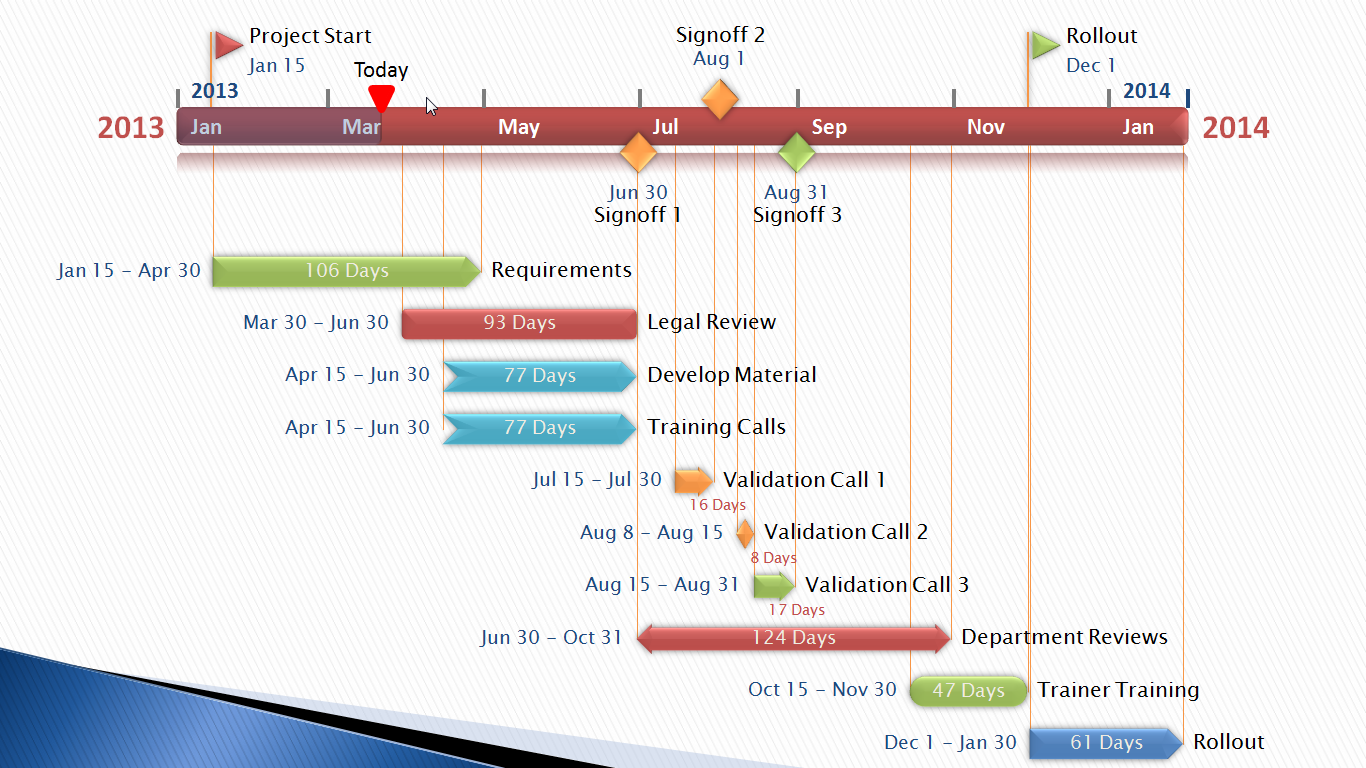 Project Start
Jan 15
Today
Signoff 2
Aug 1
Rollout
Dec 1
2013
2014
2013 Jan Mar May Jul Sep Nov Jan 2014
Jun 30
Signoff 1
Aug 31
Signoff 3
Jan 15 - Apr 30 106 Days Requirements
Mar 30 - Jun 30 93 Days Legal Review
Apr 15 - Jun 30 77 Days Develop Material
Apr 15 - Jun 30 77 Days Training Calls
Jul 15 - Jul 30 Validation Call 1
16 Days
Aug 8 - Aug 15 Validation Call 2
8 Days
Aug 15 - Aug 31 Validation Call 3
17 Days
Jun 30 - Oct 31 124 Days Department Reviews
Oct 15 - Nov 30 47 Days Trainer Training
Dec 1 - Jan 30 61 Days Rollout